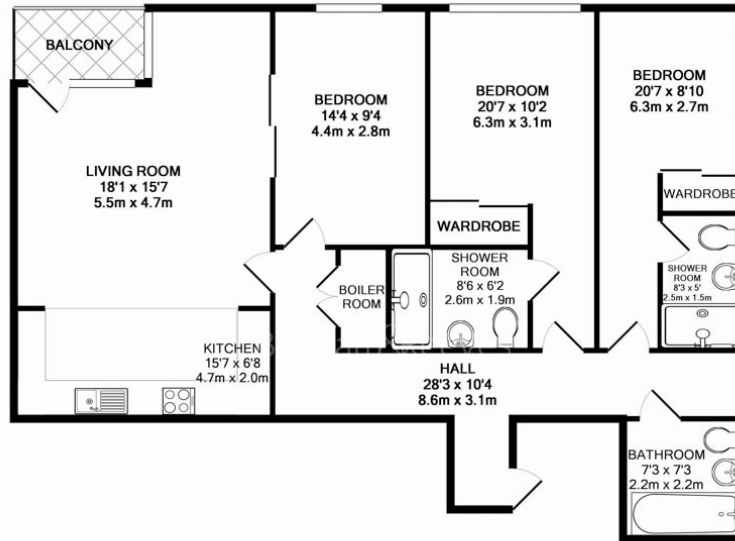 BALCONY
LIVING ROOM
18'1 x 15'7
5.5m x 4.7m
BEDROOM
14'4 x 9'4
4.4m x 2.8m
BEDROOM
20'7 x 10'2
6.3m x 3.1m
BEDROOM
20'7 x 8'10
6.3m x 2.7m
WARDROBE
WARDROBE
SHOWER
ROOM
8'6 x 6'2
2.6m x 1.9m
SHOWER
ROOM
8'3 x 5'
2.5m x 1.5m
BOILER
ROOM
KITCHEN
15'7 x 6'8
4.7m x 2.0m
HALL
28'3 x 10'4
8.6m x 3.1m
BATHROOM
7'3 x 7'3
2.2m x 2.2m